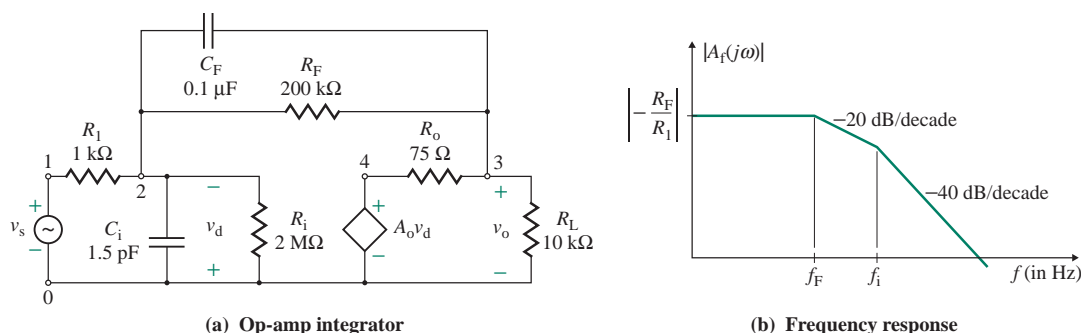 C_F
0.1 μF
R_F
200 kΩ
R_1
1 kΩ
R_o
75 Ω
1
2
4
3
+
v_s
~
−
C_i
1.5 pF
−
v_d
+
R_i
2 MΩ
+
A_o v_d
−
+
v_o
−
R_L
10 kΩ
0
(a) Op-amp integrator
|A_f(jω)|
|− R_F/R_1|
−20 dB/decade
−40 dB/decade
f_F
f_i
f (in Hz)
(b) Frequency response